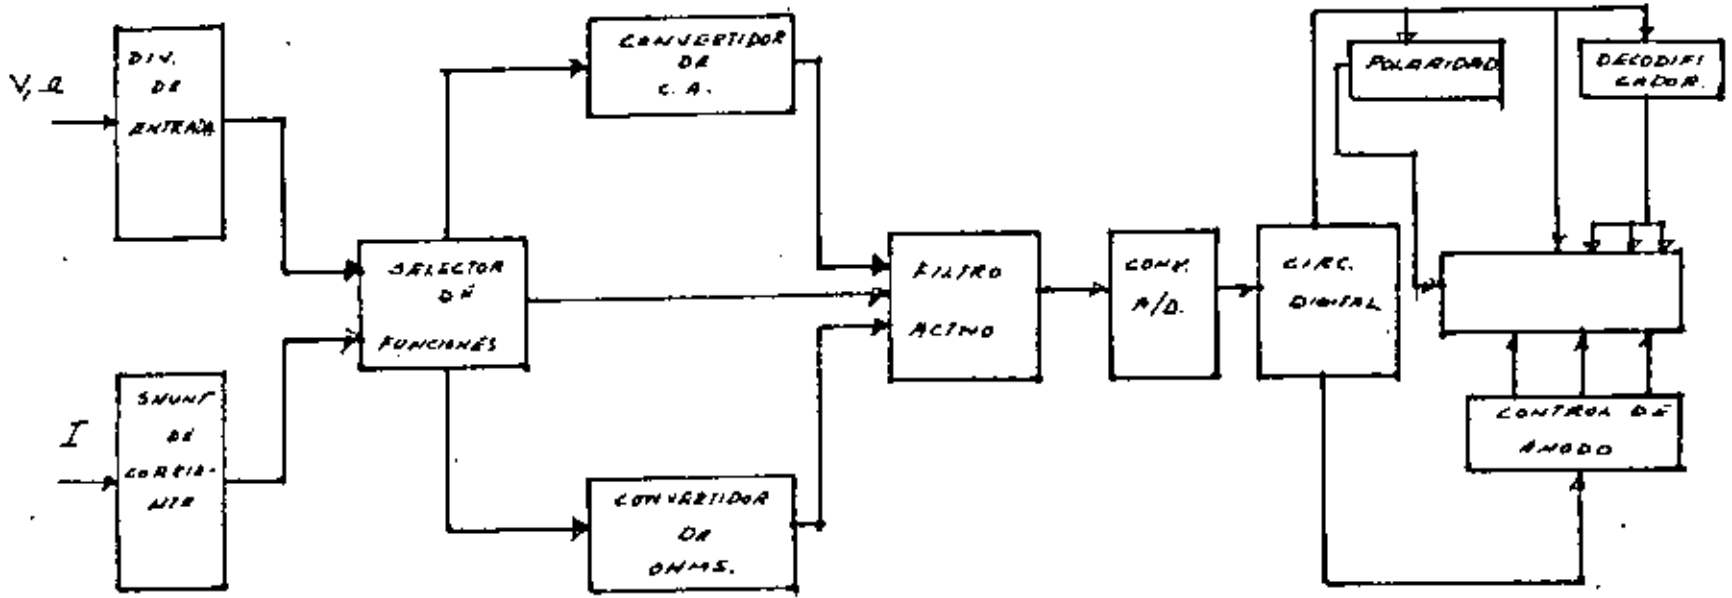 V, Ω
DIV.
DE
ENTRADA
I
SHUNT
DE
CORRIE-
NTE
SELECTOR
DE
FUNCIONES
CONVERTIDOR
DE
C. A.
CONVERTIDOR
DE
OHMS.
FILTRO
ACTIVO
CONV.
A/D.
CIRC.
DIGITAL
POLARIDAD
DECODIFI
CADOR.
CONTROL DE
ANODO